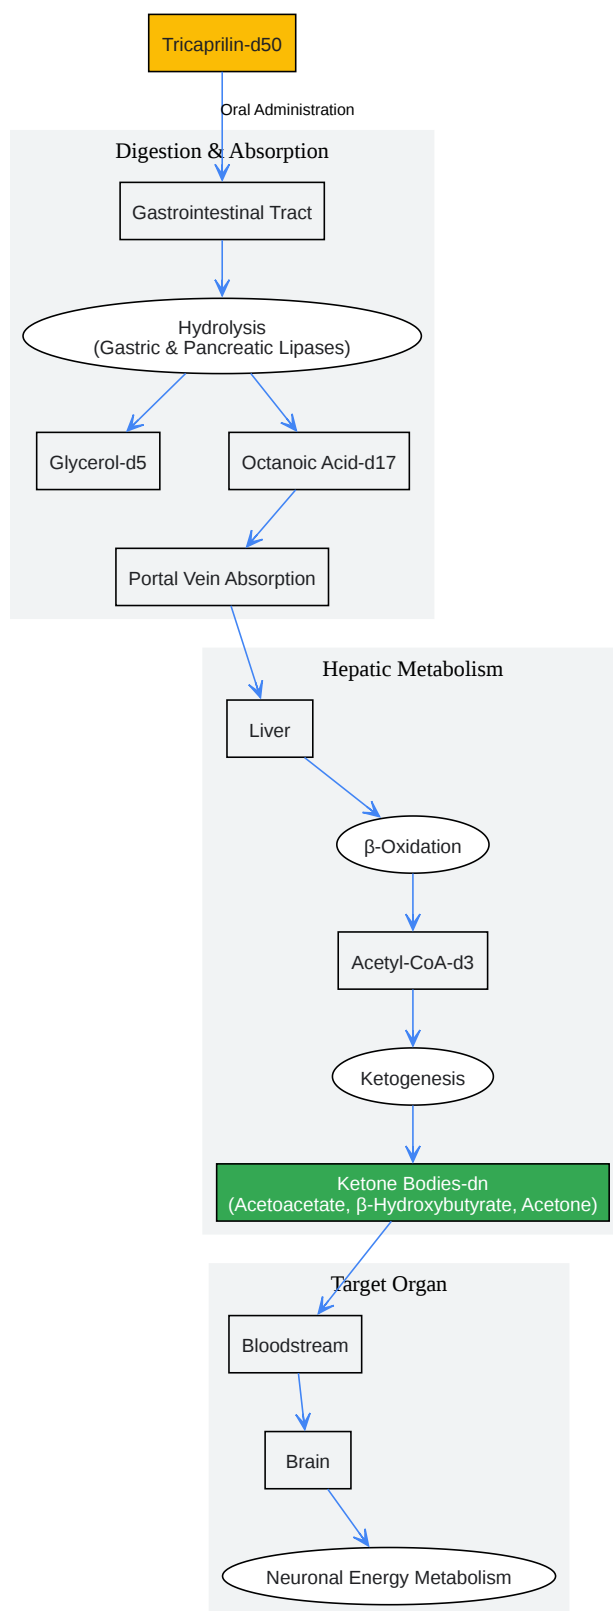 Tricaprilin-d50
Oral Administration
Digestion & Absorption
Gastrointestinal Tract
Hydrolysis
(Gastric & Pancreatic Lipases)
Glycerol-d5
Octanoic Acid-d17
Portal Vein Absorption
Hepatic Metabolism
Liver
β-Oxidation
Acetyl-CoA-d3
Ketogenesis
Ketone Bodies-dn
(Acetoacetate, β-Hydroxybutyrate, Acetone)
Target Organ
Bloodstream
Brain
Neuronal Energy Metabolism